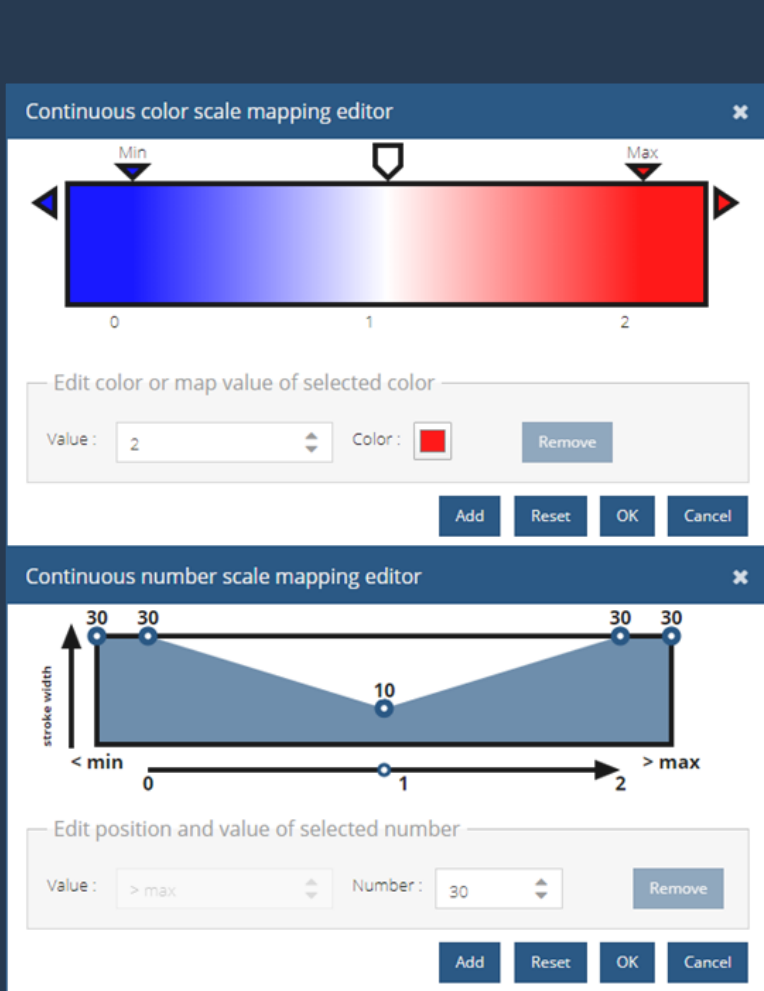 Continuous color scale mapping editor
Min
Max
0 1 2
Edit color or map value of selected color
Value : 2 Color : Remove
Add Reset OK Cancel
Continuous number scale mapping editor
30 30 30 30
stroke width
10
< min > max
0 1 2
Edit position and value of selected number
Value : > max Number : 30 Remove
Add Reset OK Cancel